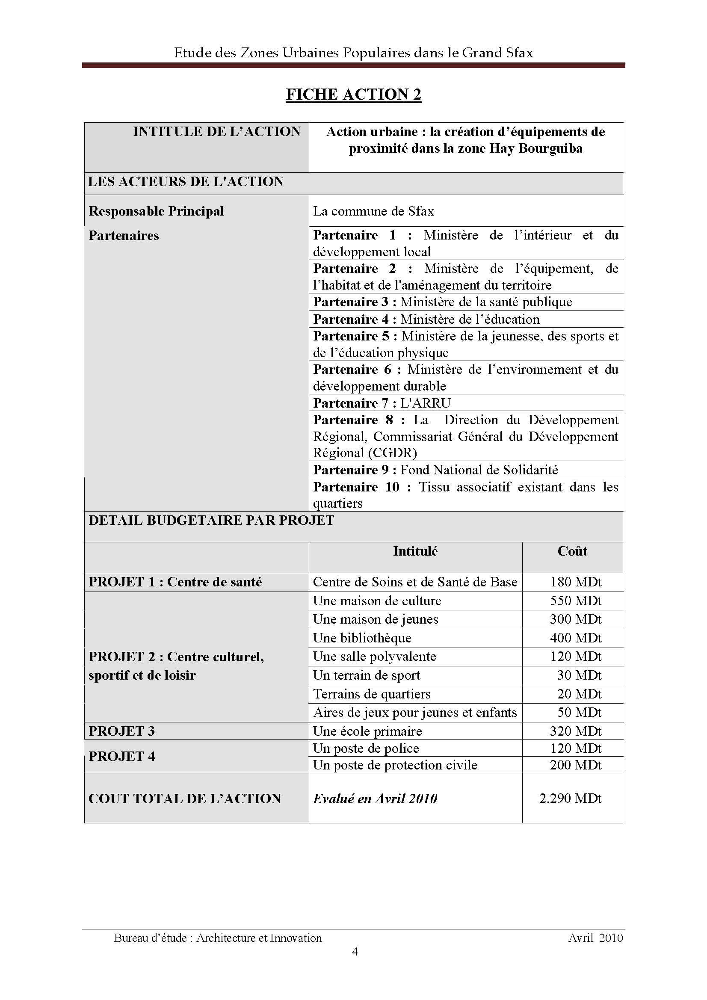 Etude des Zones Urbaines Populaires dans le Grand Sfax
FICHE ACTION 2
INTITULE DE L’ACTION
Action urbaine : la création d’équipements de
proximité dans la zone Hay Bourguiba
LES ACTEURS DE L'ACTION
Responsable Principal
La commune de Sfax
Partenaires
Partenaire 1 : Ministère de l’intérieur et du
développement local
Partenaire 2 : Ministère de l’équipement, de
l’habitat et de l'aménagement du territoire
Partenaire 3 : Ministère de la santé publique
Partenaire 4 : Ministère de l’éducation
Partenaire 5 : Ministère de la jeunesse, des sports et
de l’éducation physique
Partenaire 6 : Ministère de l’environnement et du
développement durable
Partenaire 7 : L'ARRU
Partenaire 8 : La Direction du Développement
Régional, Commissariat Général du Développement
Régional (CGDR)
Partenaire 9 : Fond National de Solidarité
Partenaire 10 : Tissu associatif existant dans les
quartiers
DETAIL BUDGETAIRE PAR PROJET
Intitulé Coût
PROJET 1 : Centre de santé Centre de Soins et de Santé de Base 180 MDt
Une maison de culture 550 MDt
Une maison de jeunes 300 MDt
Une bibliothèque 400 MDt
PROJET 2 : Centre culturel, Une salle polyvalente 120 MDt
sportif et de loisir Un terrain de sport 30 MDt
Terrains de quartiers 20 MDt
Aires de jeux pour jeunes et enfants 50 MDt
PROJET 3 Une école primaire 320 MDt
PROJET 4
Un poste de police 120 MDt
Un poste de protection civile 200 MDt
COUT TOTAL DE L’ACTION Evalué en Avril 2010 2.290 MDt
Bureau d’étude : Architecture et Innovation Avril 2010
4